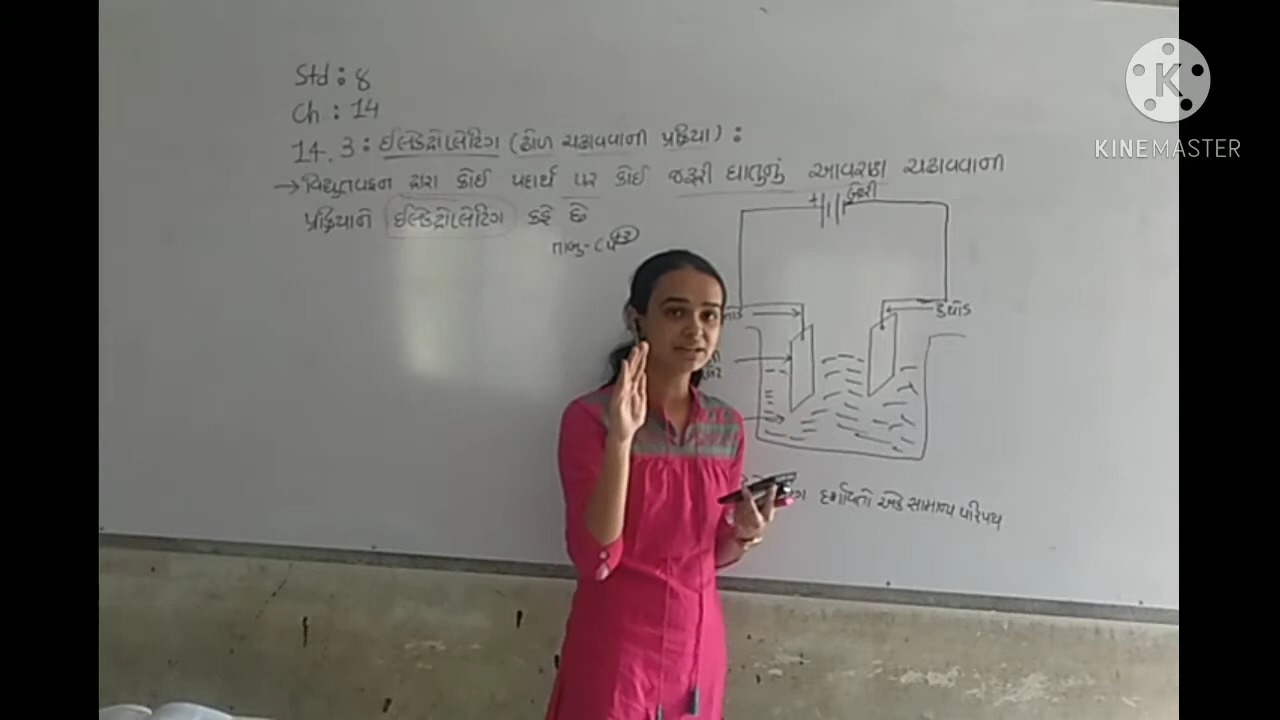 Std : 8
Ch : 14
14.3 : ઈલેક્ટ્રોપ્લેટિંગ (ઢોળ ચઢાવવાની પ્રક્રિયા) :
→ વિદ્યુતવહન દ્વારા કોઈ પદાર્થ પર કોઈ જરૂરી ધાતુનું આવરણ ચઢાવવાની
પ્રક્રિયાને ઈલેક્ટ્રોપ્લેટિંગ કહે છે
+ બેટરી
કેથોડ
દર્શાવતો એક સામાન્ય પરિપથ
K
KINEMASTER